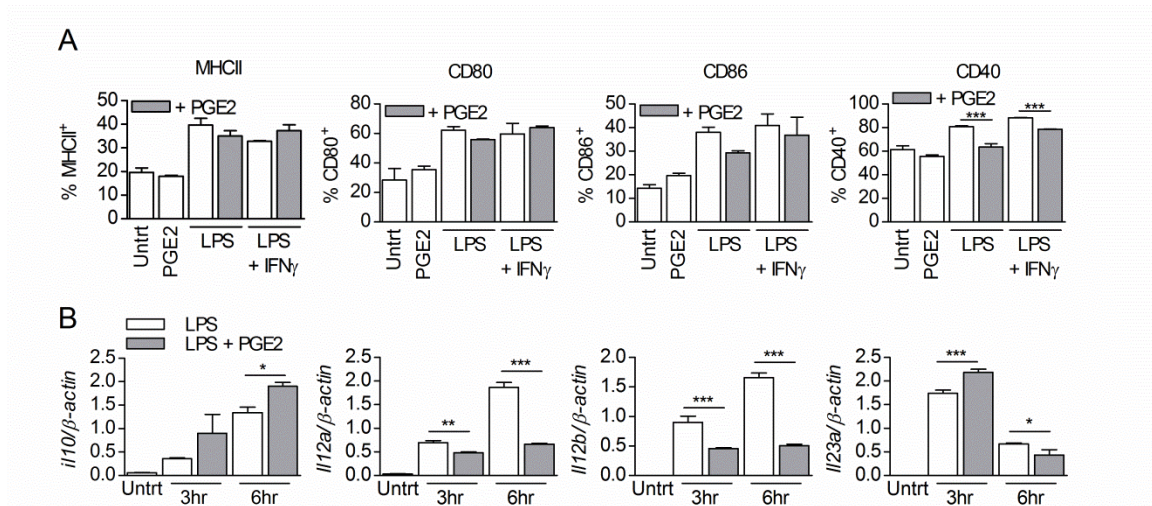 A
MHCII
+ PGE2
% MHCII⁺
50
40
30
20
10
0
Untrt
PGE2
LPS
LPS
+ IFNγ
CD80
+ PGE2
% CD80⁺
80
60
40
20
0
Untrt
PGE2
LPS
LPS
+ IFNγ
CD86
+ PGE2
% CD86⁺
50
40
30
20
10
0
Untrt
PGE2
LPS
LPS
+ IFNγ
CD40
+ PGE2
% CD40⁺
100
80
60
40
20
0
***
***
Untrt
PGE2
LPS
LPS
+ IFNγ
B
LPS
LPS + PGE2
il10/β-actin
2.5
2.0
1.5
1.0
0.5
0.0
*
Untrt
3hr
6hr
Il12a/β-actin
2.5
2.0
1.5
1.0
0.5
0.0
**
***
Untrt
3hr
6hr
Il12b/β-actin
2.0
1.5
1.0
0.5
0.0
***
***
Untrt
3hr
6hr
Il23a/β-actin
2.5
2.0
1.5
1.0
0.5
0.0
***
*
Untrt
3hr
6hr